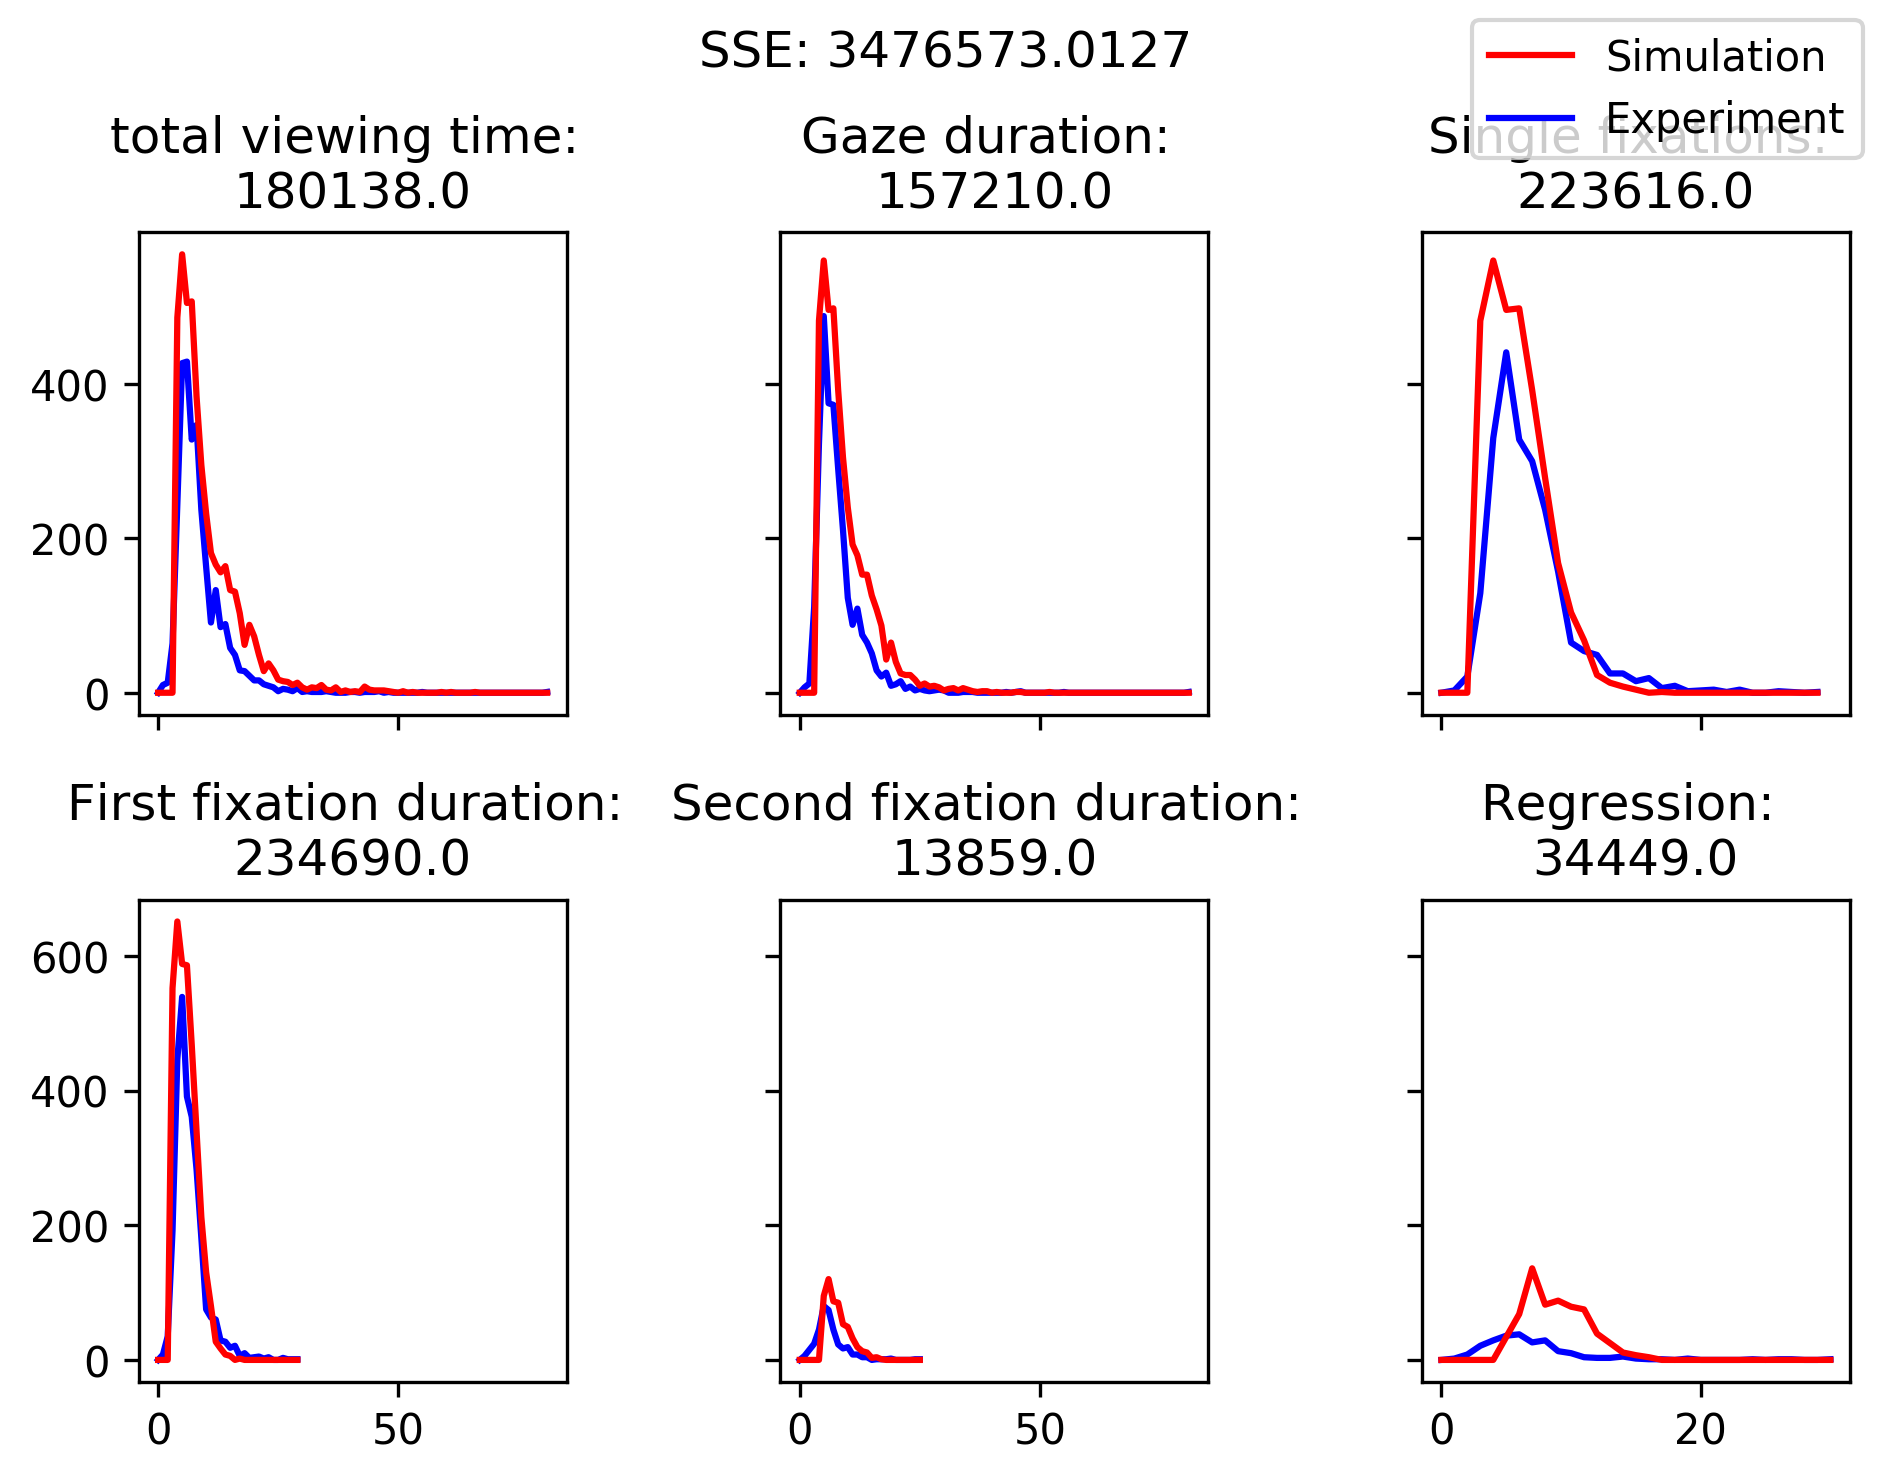 SSE: 3476573.0127
Simulation
Experiment
total viewing time:
180138.0
Gaze duration:
157210.0
Single fixations:
223616.0
400
200
0
First fixation duration:
234690.0
Second fixation duration:
13859.0
Regression:
34449.0
600
400
200
0
0 50
0 50
0 20